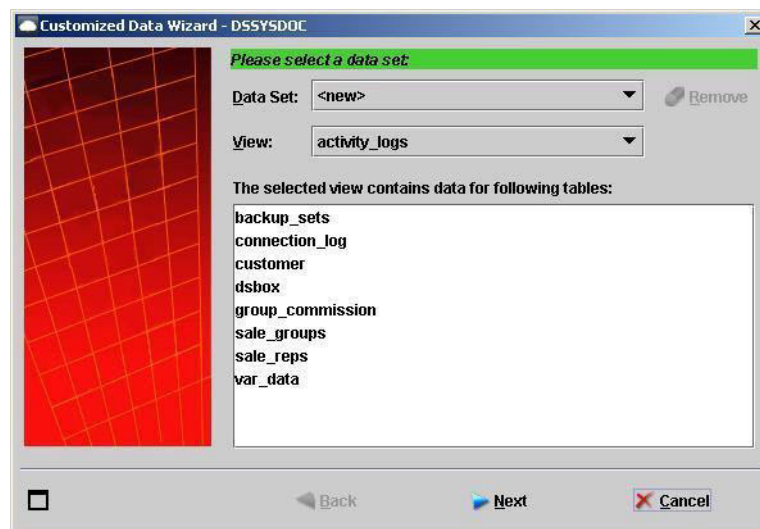 Customized Data Wizard - DSSYSDOC
Please select a data set:
Data Set: <new> Remove
View: activity_logs
The selected view contains data for following tables:
backup_sets
connection_log
customer
dsbox
group_commission
sale_groups
sale_reps
var_data
Back Next Cancel